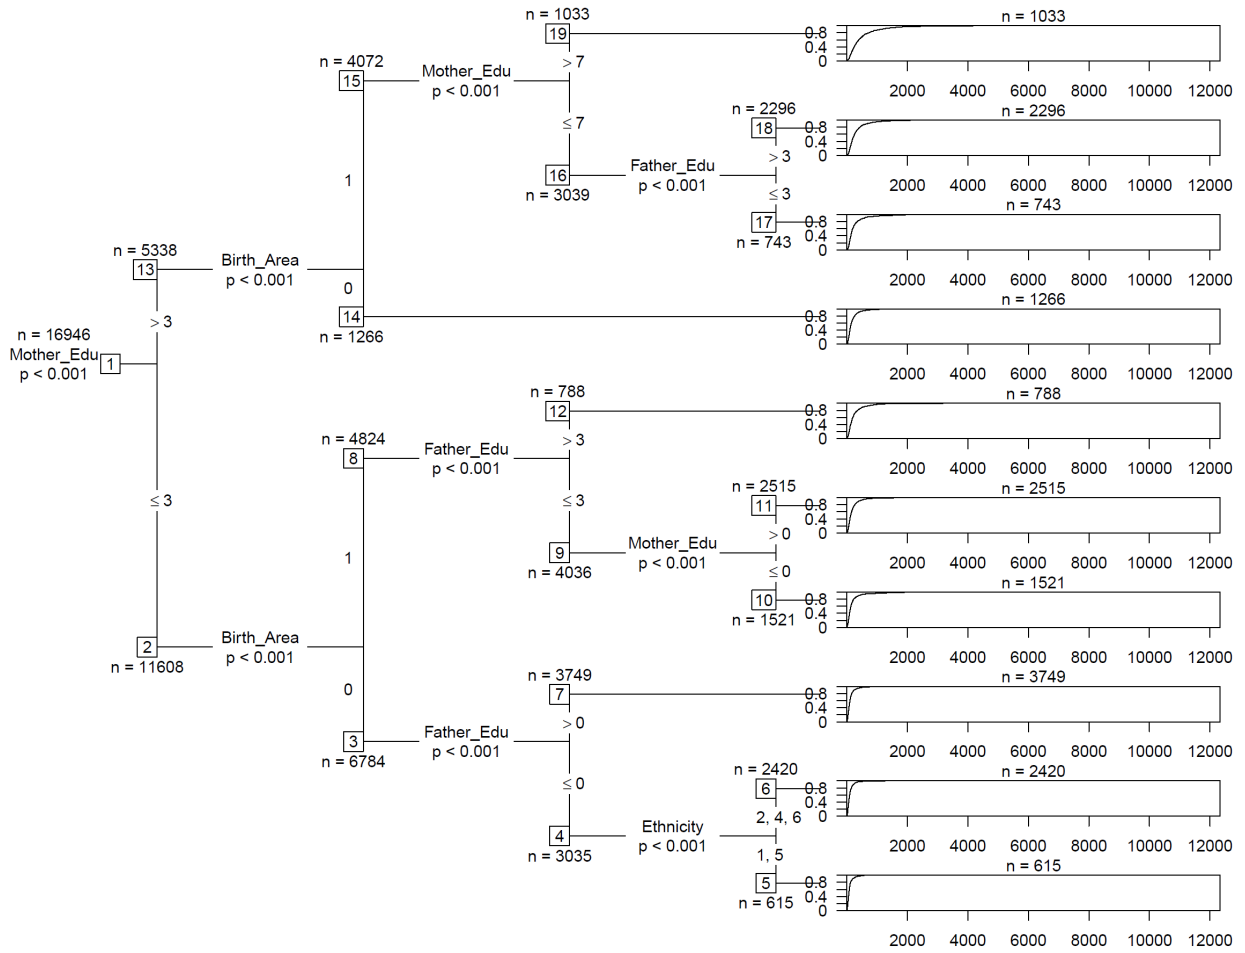 n = 1033
19
> 7
n = 4072
15
Mother_Edu
p < 0.001
≤ 7
n = 2296
18
> 3
16
n = 3039
Father_Edu
p < 0.001
≤ 3
17
n = 743
1
n = 5338
13
Birth_Area
p < 0.001
0
14
n = 1266
> 3
n = 16946
Mother_Edu
p < 0.001
1
≤ 3
n = 788
12
> 3
n = 4824
8
Father_Edu
p < 0.001
≤ 3
n = 2515
11
> 0
9
n = 4036
Mother_Edu
p < 0.001
≤ 0
10
n = 1521
1
2
n = 11608
Birth_Area
p < 0.001
0
n = 3749
7
> 0
3
n = 6784
Father_Edu
p < 0.001
≤ 0
n = 2420
6
2, 4, 6
4
n = 3035
Ethnicity
p < 0.001
1, 5
5
n = 615
n = 1033
0.8
0.4
0
2000 4000 6000 8000 10000 12000
n = 2296
0.8
0.4
0
2000 4000 6000 8000 10000 12000
n = 743
0.8
0.4
0
2000 4000 6000 8000 10000 12000
n = 1266
0.8
0.4
0
2000 4000 6000 8000 10000 12000
n = 788
0.8
0.4
0
2000 4000 6000 8000 10000 12000
n = 2515
0.8
0.4
0
2000 4000 6000 8000 10000 12000
n = 1521
0.8
0.4
0
2000 4000 6000 8000 10000 12000
n = 3749
0.8
0.4
0
2000 4000 6000 8000 10000 12000
n = 2420
0.8
0.4
0
2000 4000 6000 8000 10000 12000
n = 615
0.8
0.4
0
2000 4000 6000 8000 10000 12000